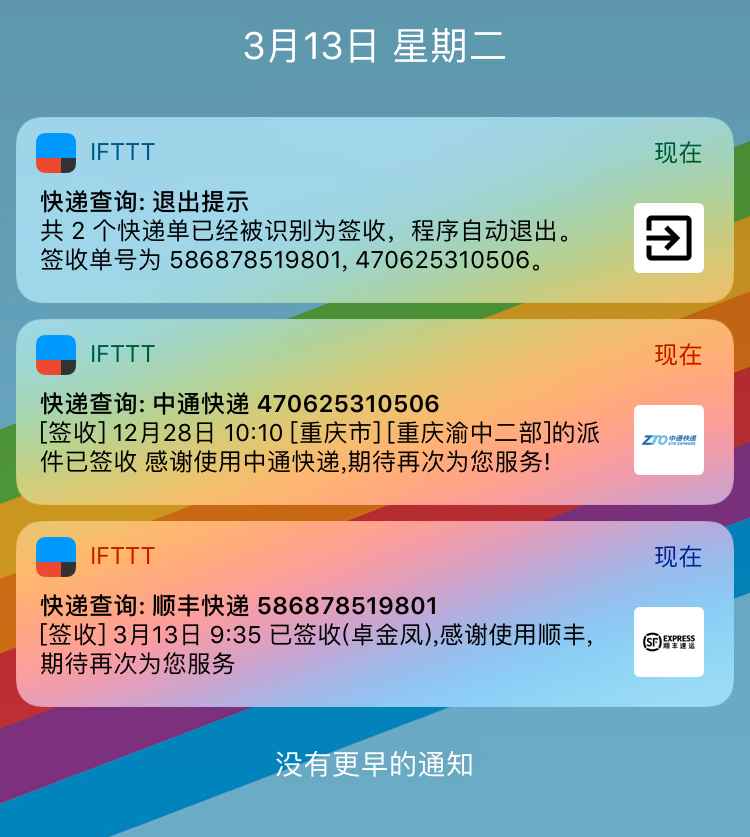 3月13日 星期二
IFTTT
现在
快递查询: 退出提示
共 2 个快递单已经被识别为签收，程序自动退出。
签收单号为 586878519801, 470625310506。
IFTTT
现在
快递查询: 中通快递 470625310506
[签收] 12月28日 10:10 [重庆市] [重庆渝中二部]的派
件已签收 感谢使用中通快递,期待再次为您服务!
ZTO 中通快递
ZTO EXPRESS
IFTTT
现在
快递查询: 顺丰快递 586878519801
[签收] 3月13日 9:35 已签收(卓金凤),感谢使用顺丰,
期待再次为您服务
SF EXPRESS
顺丰速运
没有更早的通知